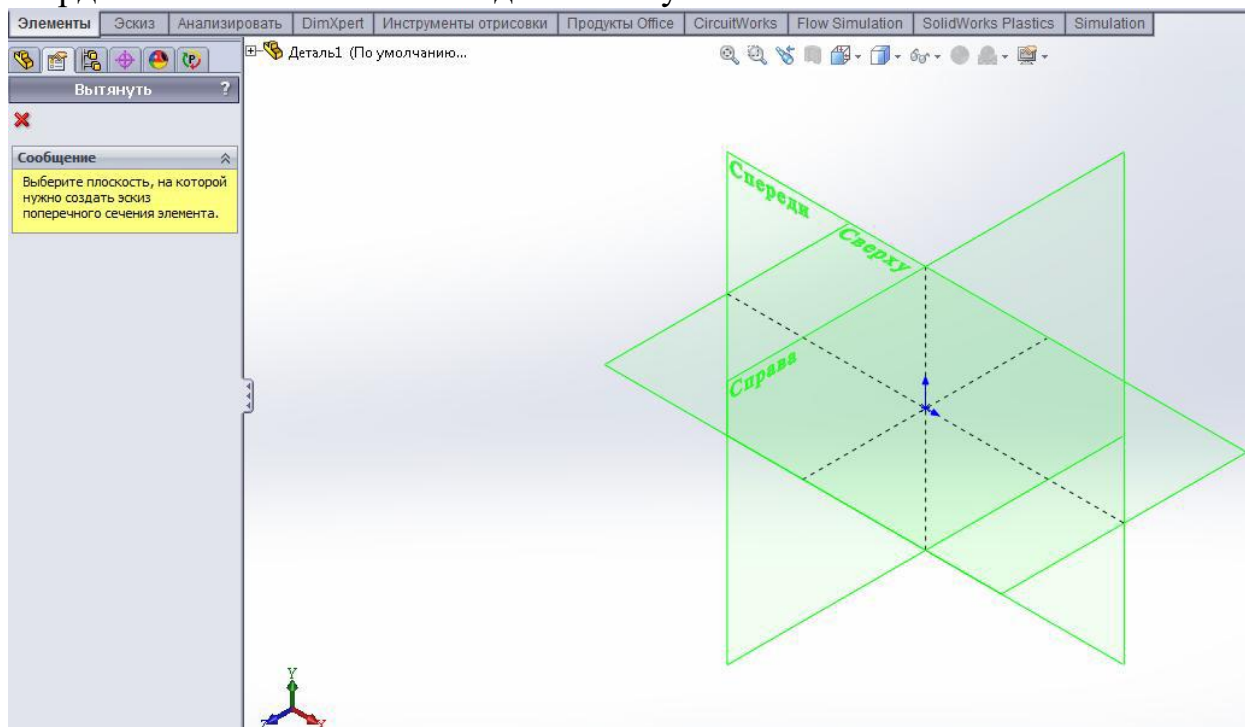 Элементы Эскиз Анализировать DimXpert Инструменты отрисовки Продукты Office CircuitWorks Flow Simulation SolidWorks Plastics Simulation
Деталь1 (По умолчанию...
Вытянуть ?
Сообщение
Выберите плоскость, на которой
нужно создать эскиз
поперечного сечения элемента.
Спереди
Сверху
Справа
Y